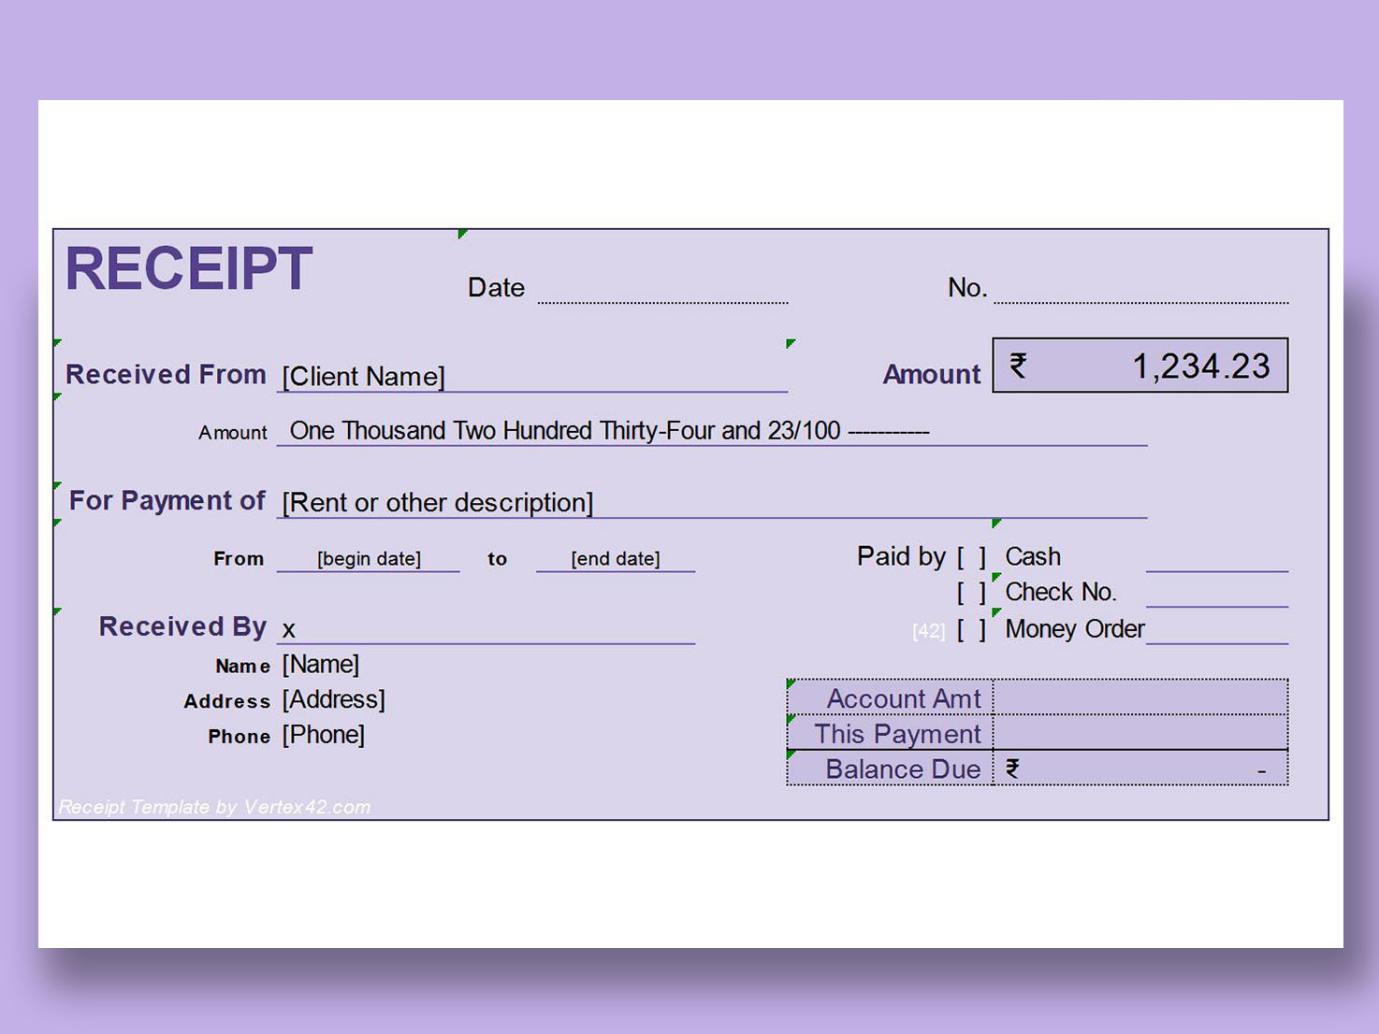 RECEIPT
Date No.
Received From [Client Name] Amount ₹ 1,234.23
Amount One Thousand Two Hundred Thirty-Four and 23/100 -----------
For Payment of [Rent or other description]
From [begin date] to [end date] Paid by [ ] Cash
[ ] Check No.
Received By x [42] [ ] Money Order
Name [Name]
Address [Address] Account Amt
Phone [Phone] This Payment
Balance Due ₹ -
Receipt Template by Vertex42.com